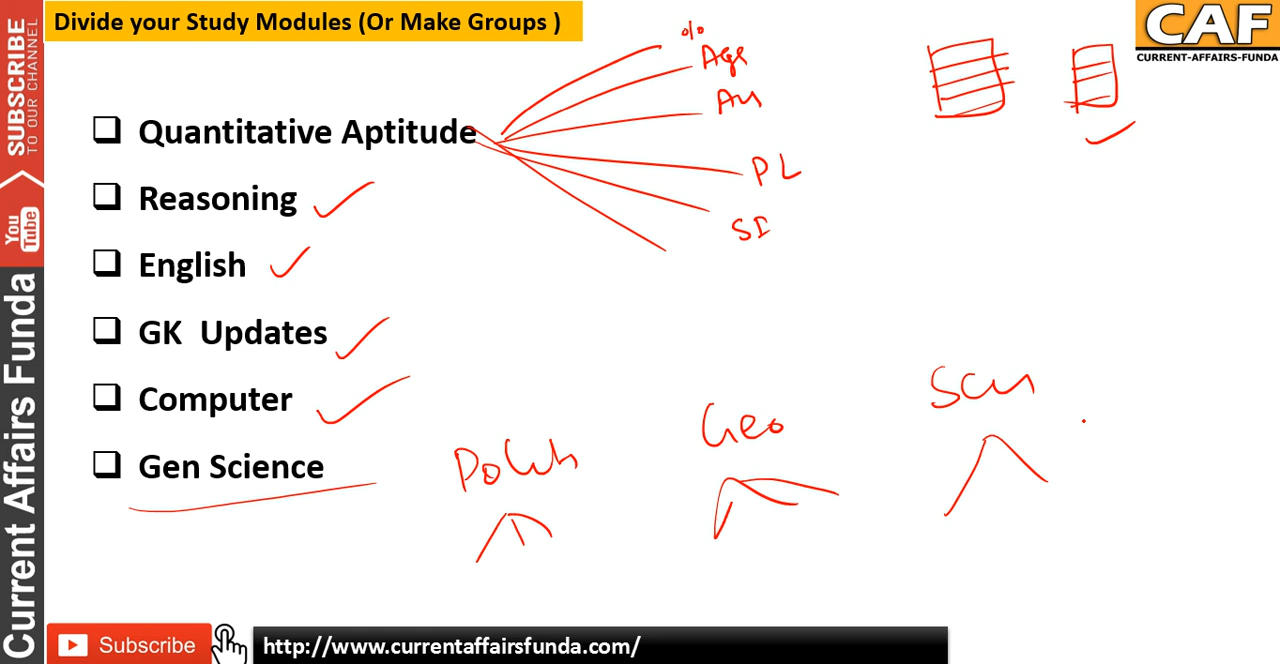 Divide your Study Modules (Or Make Groups )
CAF
CURRENT-AFFAIRS-FUNDA
SUBSCRIBE
TO OUR CHANNEL
You
Tube
Current Affairs Funda
Quantitative Aptitude
Reasoning
English
GK Updates
Computer
Gen Science
%
Age
PL
SI
Geo
Subscribe
http://www.currentaffairsfunda.com/